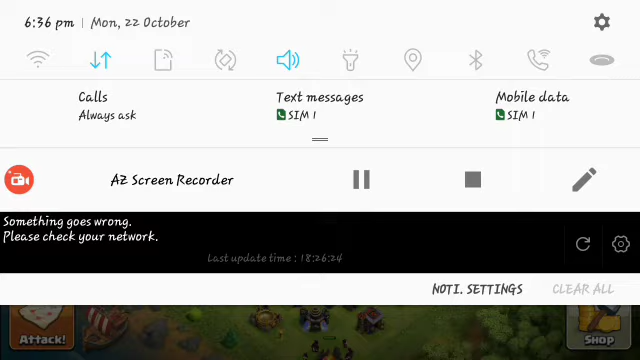 6:36 pm | Mon, 22 October
Calls
Always ask
Text messages
SIM 1
Mobile data
SIM 1
AZ Screen Recorder
Something goes wrong.
Please check your network.
Last update time : 18:26:24
NOTI. SETTINGS
CLEAR ALL
Attack!
Shop